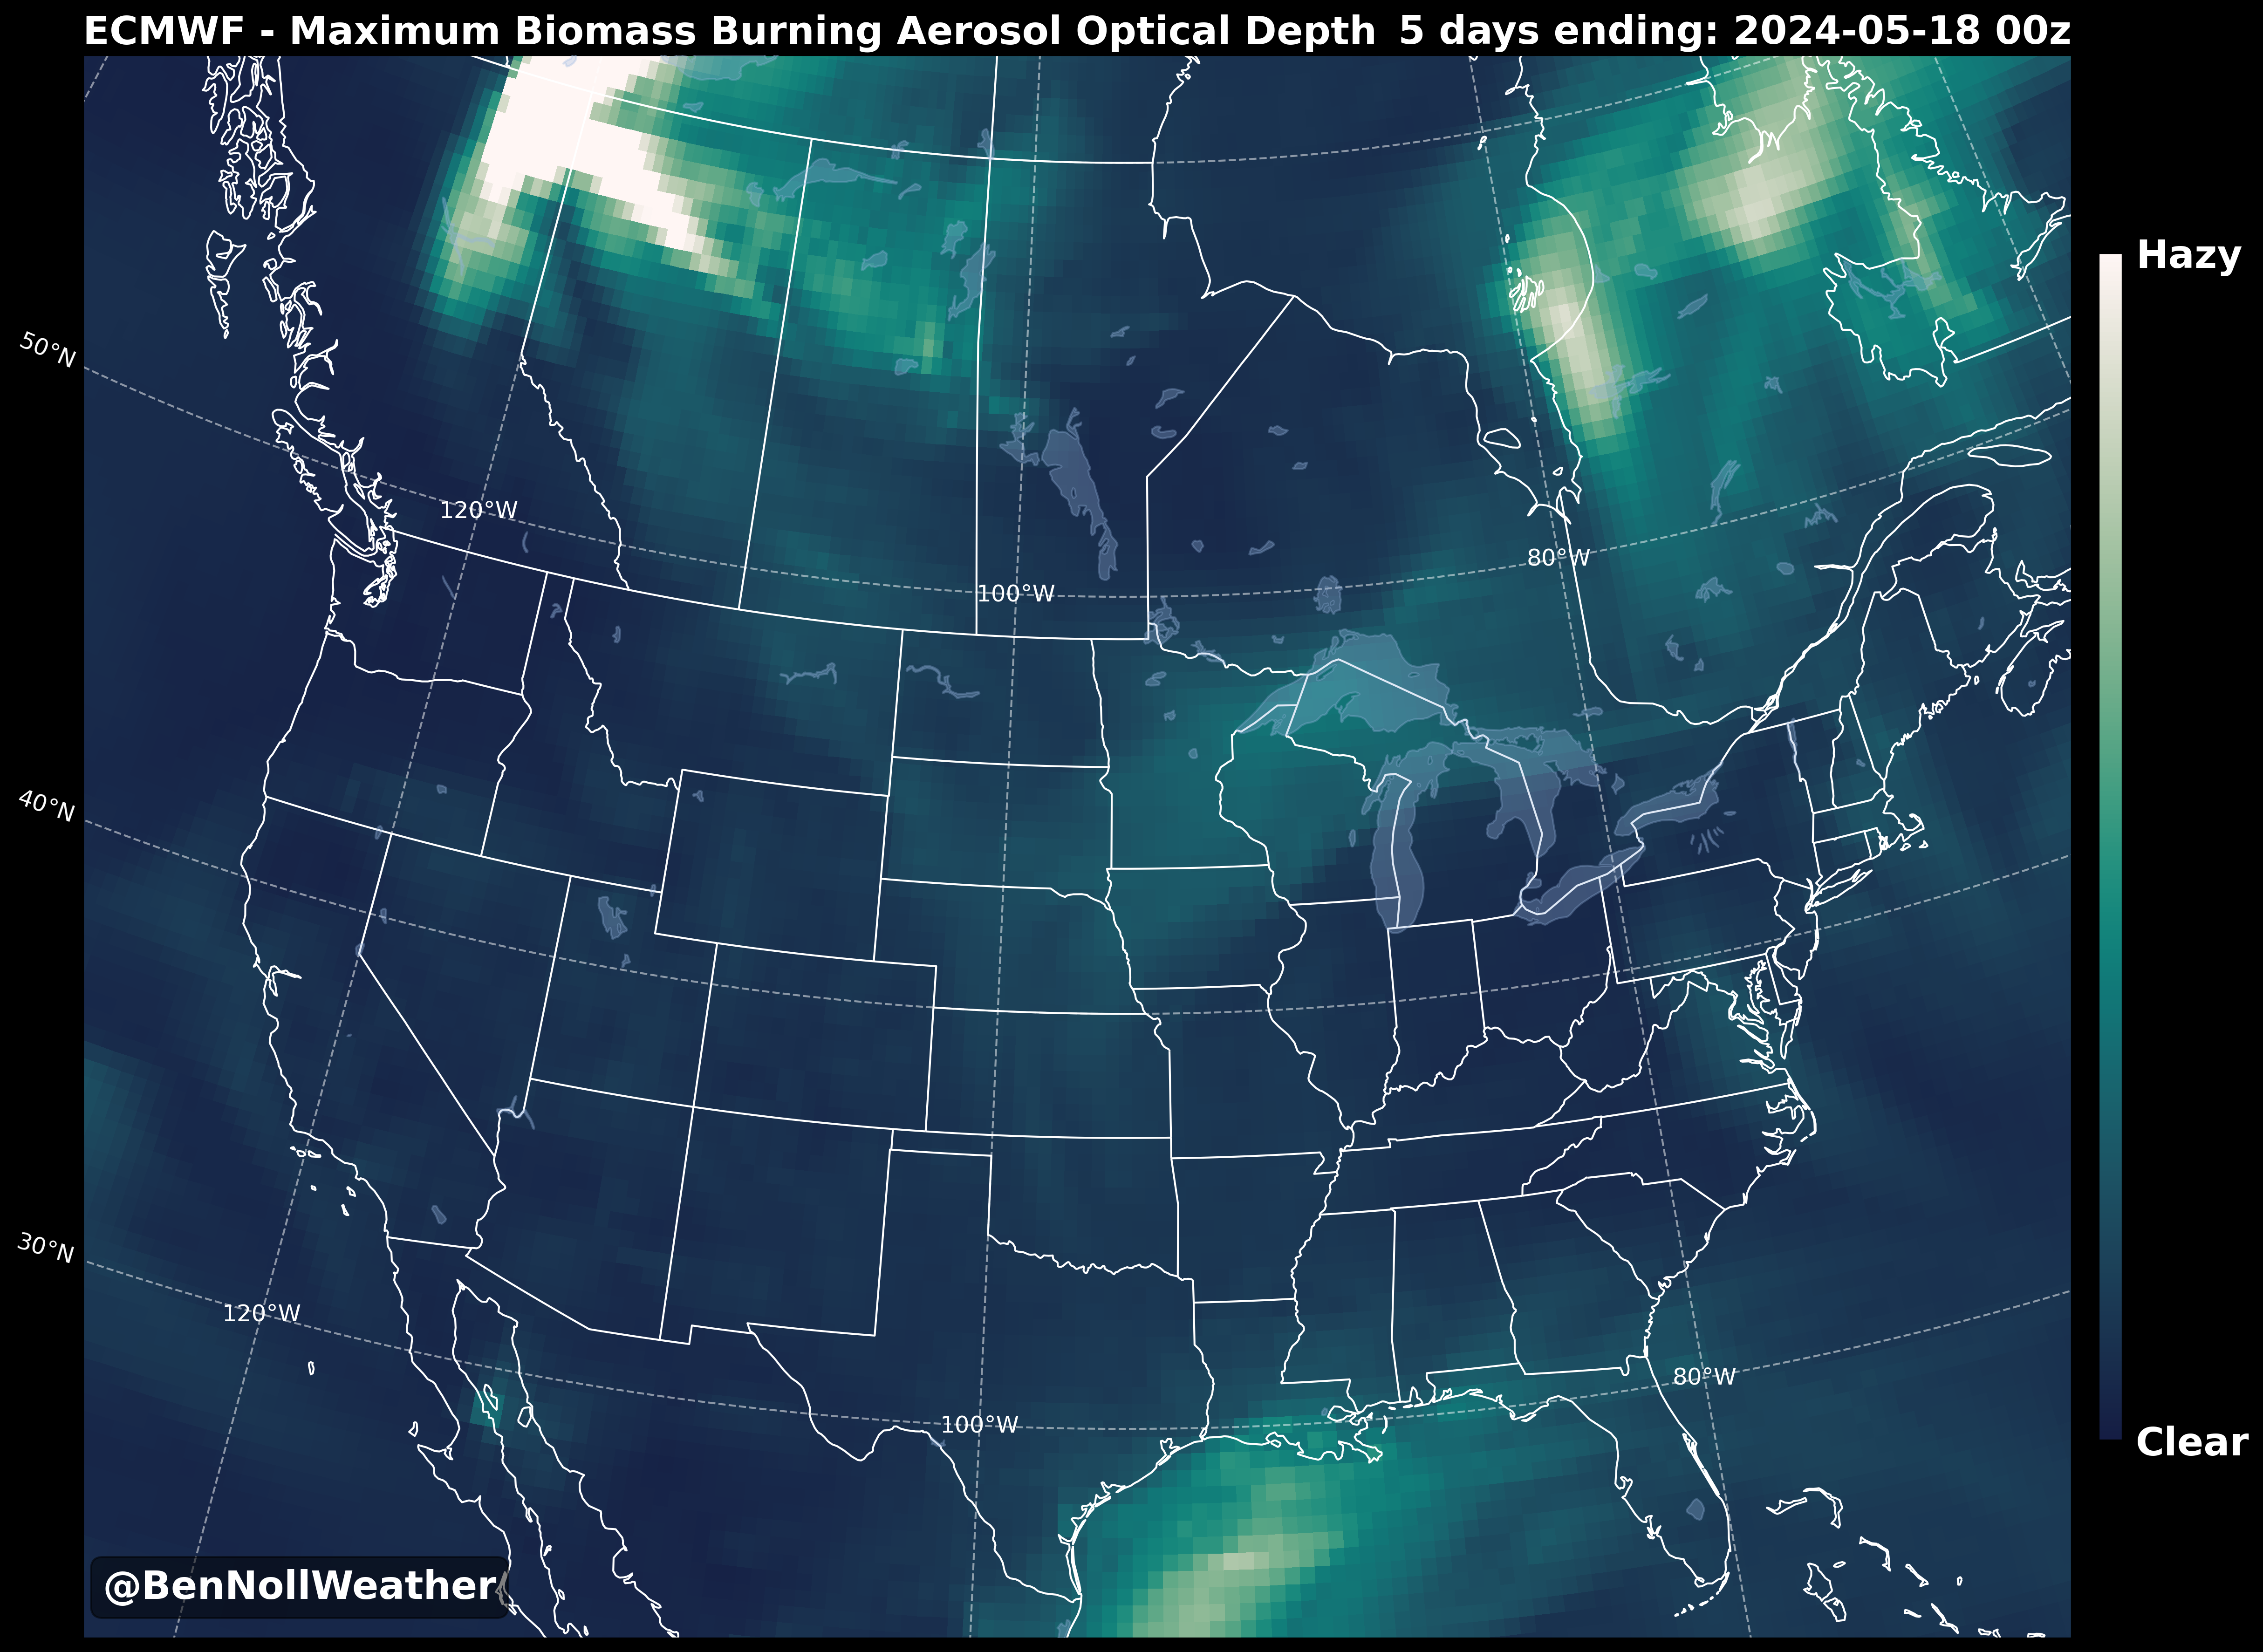 ECMWF - Maximum Biomass Burning Aerosol Optical Depth 5 days ending: 2024-05-18 00z
Hazy
50°N
120°W
80°W
100°W
40°N
30°N
120°W
80°W
100°W
Clear
@BenNollWeather